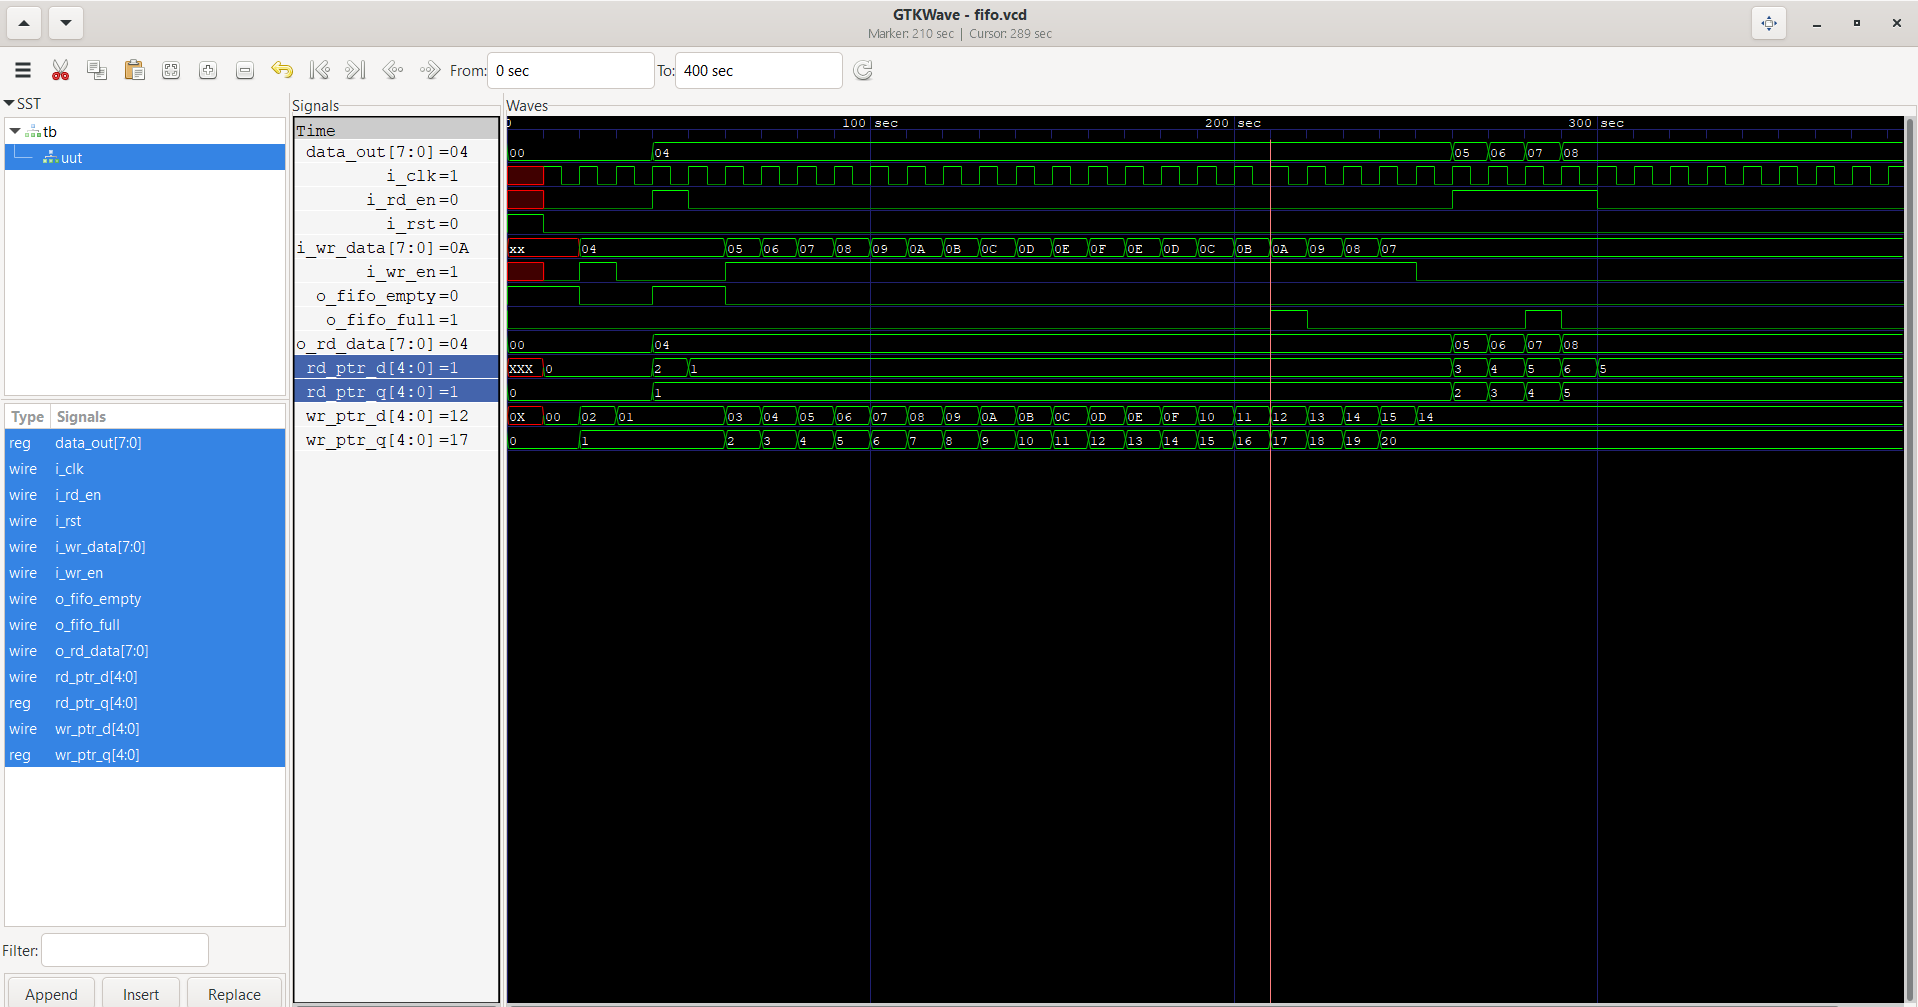 GTKWave - fifo.vcd
Marker: 210 sec | Cursor: 289 sec
From: 0 sec To: 400 sec
SST
tb
uut
Type Signals
reg data_out[7:0]
wire i_clk
wire i_rd_en
wire i_rst
wire i_wr_data[7:0]
wire i_wr_en
wire o_fifo_empty
wire o_fifo_full
wire o_rd_data[7:0]
wire rd_ptr_d[4:0]
reg rd_ptr_q[4:0]
wire wr_ptr_d[4:0]
reg wr_ptr_q[4:0]
Filter:
Append Insert Replace
Signals
Waves
Time 0 100 sec 200 sec 300 sec
data_out[7:0] =04 00 04 05 06 07 08
i_clk=1
i_rd_en=0
i_rst=0
i_wr_data[7:0] =0A xx 04 05 06 07 08 09 0A 0B 0C 0D 0E 0F 0E 0D 0C 0B 0A 09 08 07
i_wr_en=1
o_fifo_empty=0
o_fifo_full=1
o_rd_data[7:0] =04 00 04 05 06 07 08
rd_ptr_d[4:0] =1 XXX 0 2 1 3 4 5 6 5
rd_ptr_q[4:0] =1 0 1 2 3 4 5
wr_ptr_d[4:0] =12 0X 00 02 01 03 04 05 06 07 08 09 0A 0B 0C 0D 0E 0F 10 11 12 13 14 15 14
wr_ptr_q[4:0] =17 0 1 2 3 4 5 6 7 8 9 10 11 12 13 14 15 16 17 18 19 20